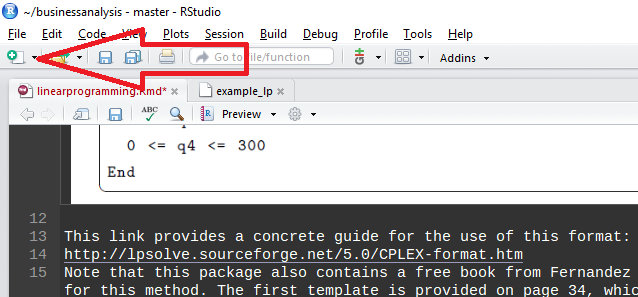 ~/businessanalysis - master - RStudio
File Edit Code View Plots Session Build Debug Profile Tools Help
Go to file/function Addins
linearprogramming.Rmd* example_lp
ABC Preview
0 <= q4 <= 300
End
12
13 This link provides a concrete guide for the use of this format:
14 http://lpsolve.sourceforge.net/5.0/CPLEX-format.htm
15 Note that this package also contains a free book from Fernandez
for this method. The first template is provided on page 34, whic